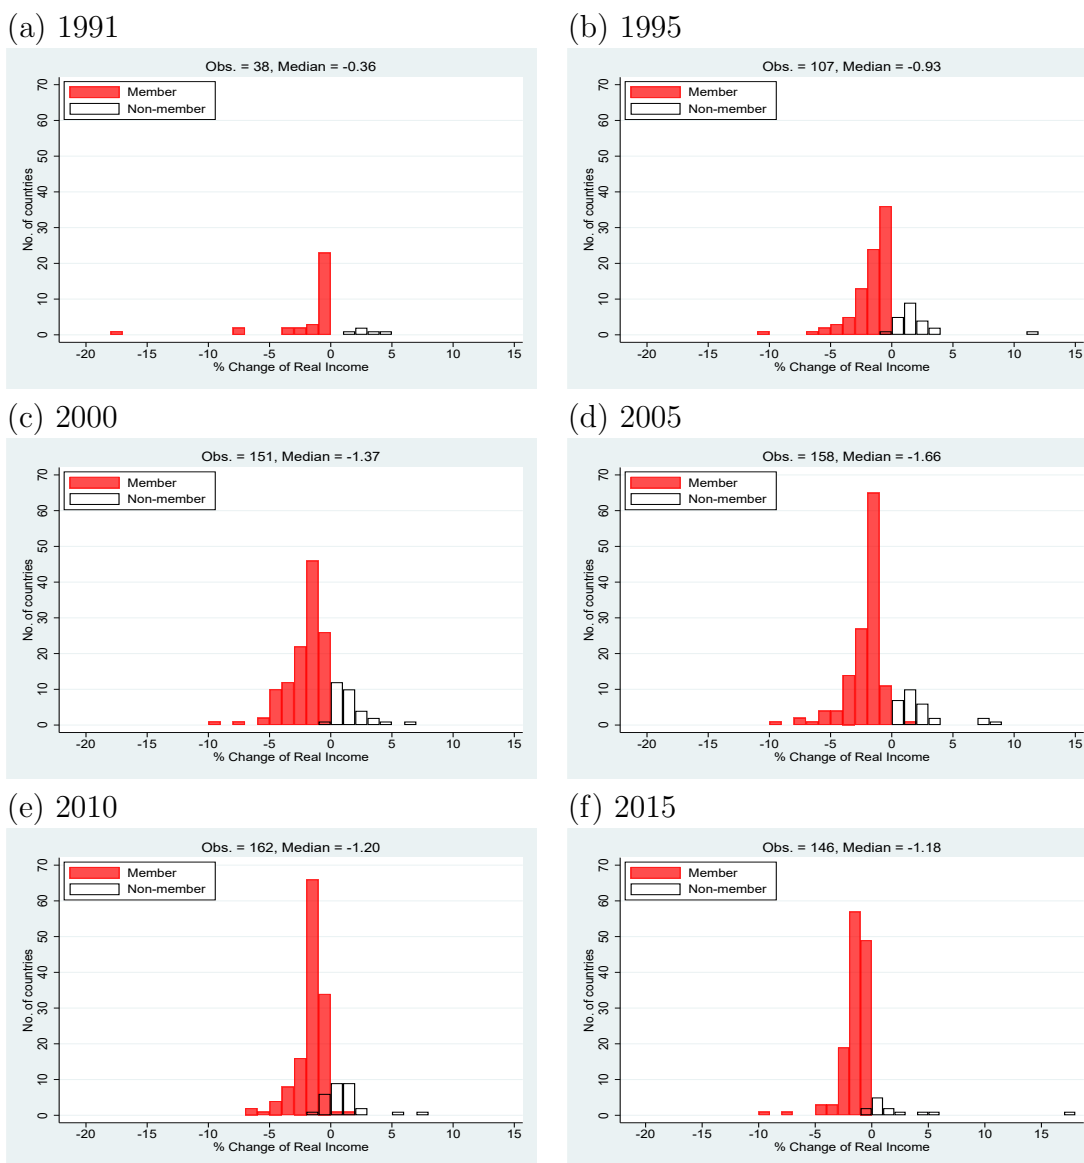 (a) 1991
Obs. = 38, Median = -0.36
Member
Non-member
No. of countries
0 10 20 30 40 50 60 70
-20 -15 -10 -5 0 5 10 15
% Change of Real Income
(b) 1995
Obs. = 107, Median = -0.93
Member
Non-member
No. of countries
0 10 20 30 40 50 60 70
-20 -15 -10 -5 0 5 10 15
% Change of Real Income
(c) 2000
Obs. = 151, Median = -1.37
Member
Non-member
No. of countries
0 10 20 30 40 50 60 70
-20 -15 -10 -5 0 5 10 15
% Change of Real Income
(d) 2005
Obs. = 158, Median = -1.66
Member
Non-member
No. of countries
0 10 20 30 40 50 60 70
-20 -15 -10 -5 0 5 10 15
% Change of Real Income
(e) 2010
Obs. = 162, Median = -1.20
Member
Non-member
No. of countries
0 10 20 30 40 50 60 70
-20 -15 -10 -5 0 5 10 15
% Change of Real Income
(f) 2015
Obs. = 146, Median = -1.18
Member
Non-member
No. of countries
0 10 20 30 40 50 60 70
-20 -15 -10 -5 0 5 10 15
% Change of Real Income